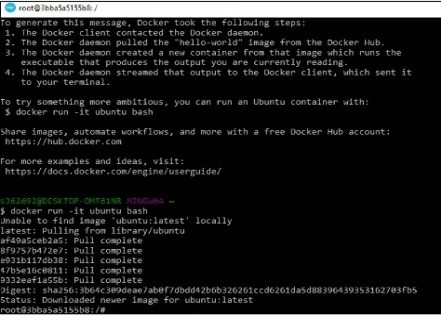 root@3bba5a5155b8: /
To generate this message, Docker took the following steps:
1. The Docker client contacted the Docker daemon.
2. The Docker daemon pulled the "hello-world" image from the Docker Hub.
3. The Docker daemon created a new container from that image which runs the
executable that produces the output you are currently reading.
4. The Docker daemon streamed that output to the Docker client, which sent it
to your terminal.
To try something more ambitious, you can run an Ubuntu container with:
$ docker run -it ubuntu bash
Share images, automate workflows, and more with a free Docker Hub account:
https://hub.docker.com
For more examples and ideas, visit:
https://docs.docker.com/engine/userguide/
s362692@DESKTOP-OMT61NR MINGW64 ~
$ docker run -it ubuntu bash
Unable to find image 'ubuntu:latest' locally
latest: Pulling from library/ubuntu
af49a5ceb2a5: Pull complete
8f9757b472e7: Pull complete
e931b117db38: Pull complete
47b5e16c0811: Pull complete
9332eaf1a55b: Pull complete
Digest: sha256:3b64c309deae7ab0f7dbdd42b6b326261ccd6261da5d88396439353162703fb5
Status: Downloaded newer image for ubuntu:latest
root@3bba5a5155b8:/#